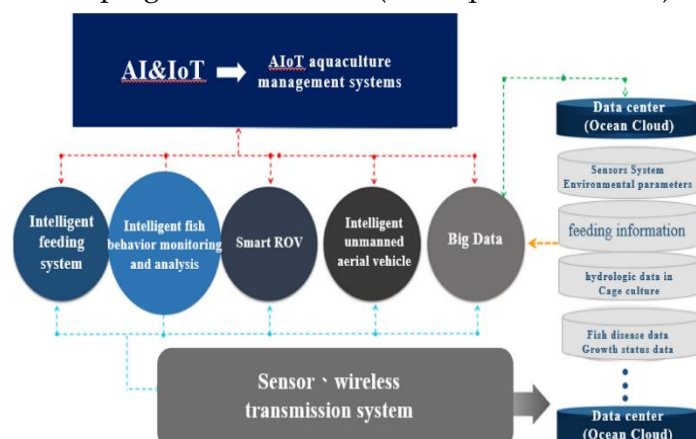 AI&IoT
AIoT aquaculture
management systems
Data center
(Ocean Cloud)
Sensors System
Environmental parameters
feeding information
hydrologic data in
Cage culture
Fish disease data
Growth status data
Data center
(Ocean Cloud)
Intelligent
feeding
system
Intelligent fish
behavior monitoring
and analysis
Smart ROV
Intelligent
unmanned
aerial vehicle
Big Data
Sensor、wireless
transmission system